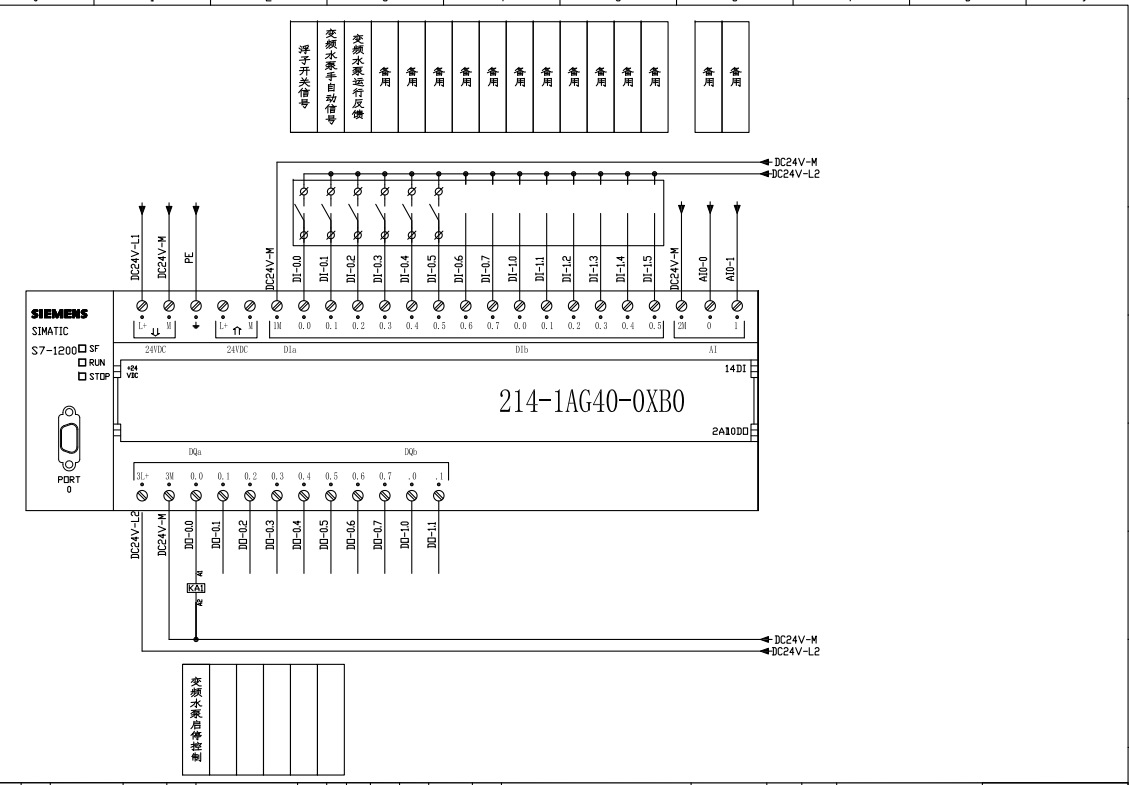 浮子开关信号
变频水泵手自动信号
变频水泵运行反馈
备用
备用
备用
备用
备用
备用
备用
备用
备用
备用
备用
备用
备用
DC24V-M
DC24V-L2
DC24V-L1
DC24V-M
PE
DC24V-M
DI-0.0
DI-0.1
DI-0.2
DI-0.3
DI-0.4
DI-0.5
DI-0.6
DI-0.7
DI-1.0
DI-1.1
DI-1.2
DI-1.3
DI-1.4
DI-1.5
DC24V-M
AI0-0
AI0-1
SIEMENS
SIMATIC
S7-1200
SF
RUN
STOP
L+ M L+ M 1M 0.0 0.1 0.2 0.3 0.4 0.5 0.6 0.7 0.0 0.1 0.2 0.3 0.4 0.5 2M 0 1
24VDC 24VDC DIa DIb AI
+24
VDC
14DI
214-1AG40-0XB0
2AI10DO
PORT
0
DQa DQb
3L+ 3M 0.0 0.1 0.2 0.3 0.4 0.5 0.6 0.7 .0 .1
DC24V-L2
DC24V-M
DO-0.0
DO-0.1
DO-0.2
DO-0.3
DO-0.4
DO-0.5
DO-0.6
DO-0.7
DO-1.0
DO-1.1
A1
KA1
A2
DC24V-M
DC24V-L2
变频水泵启停控制